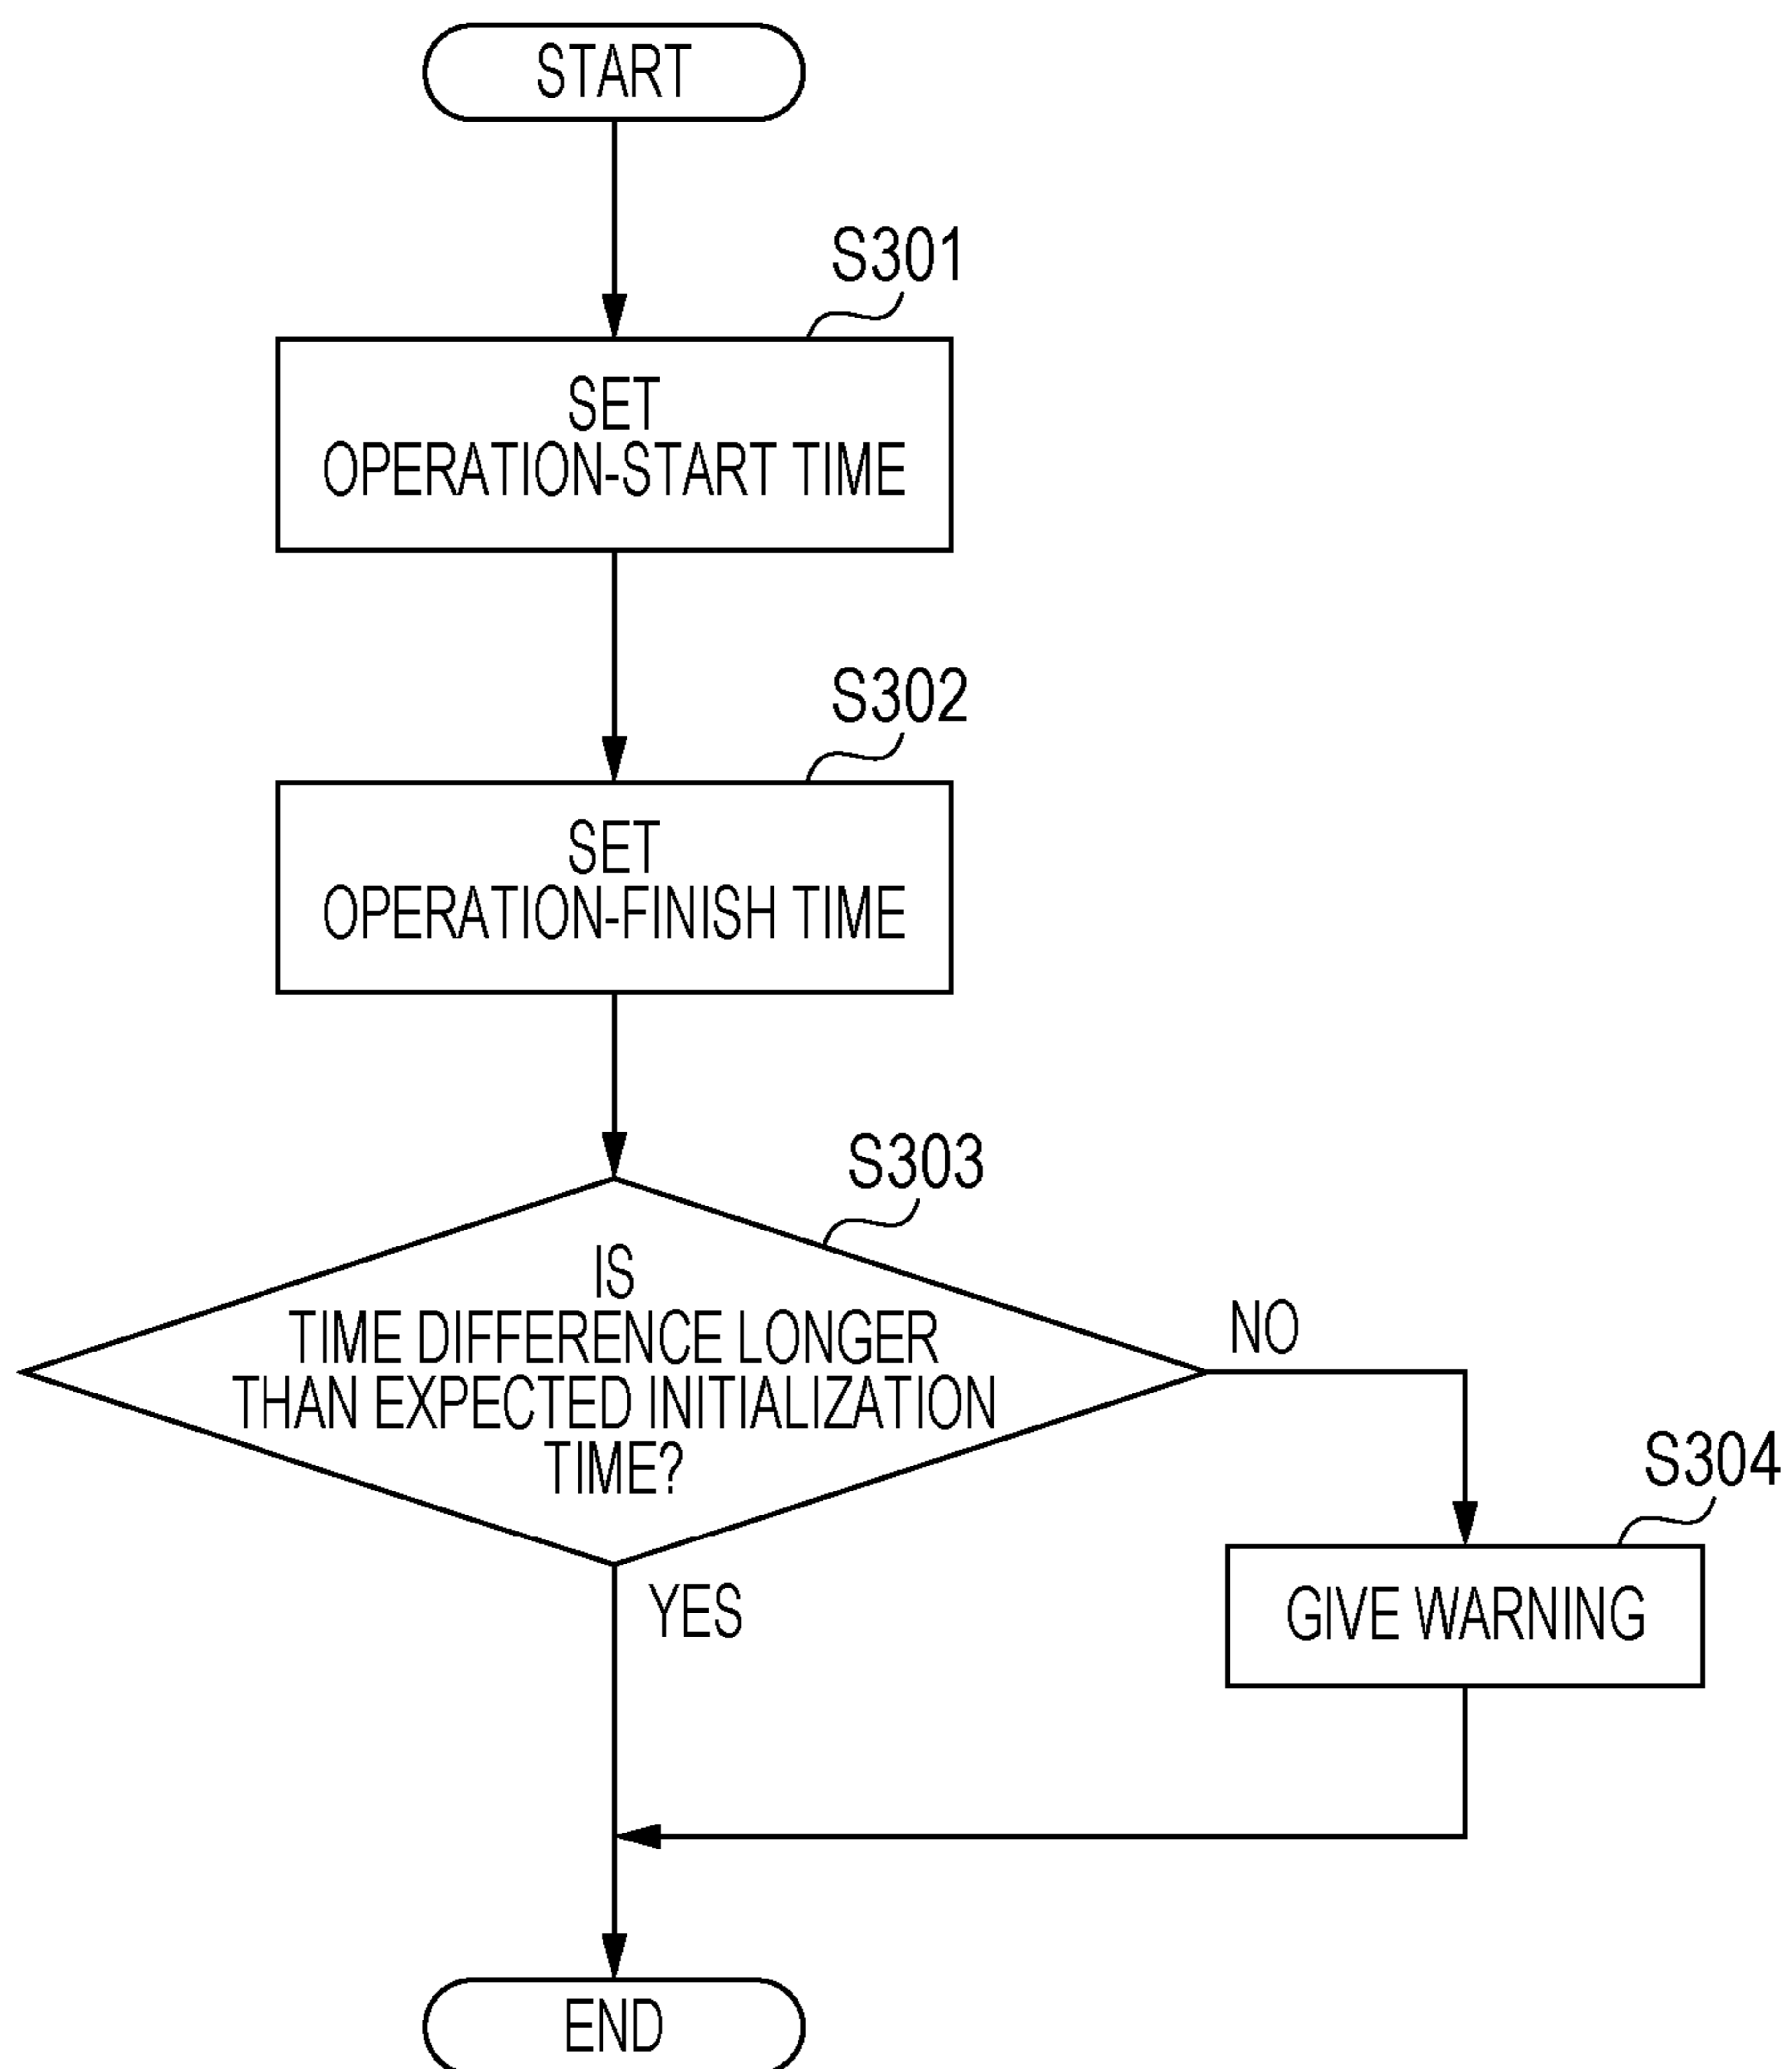 START
S301
SET
OPERATION-START TIME
S302
SET
OPERATION-FINISH TIME
S303
IS
TIME DIFFERENCE LONGER
THAN EXPECTED INITIALIZATION
TIME?
NO
S304
GIVE WARNING
YES
END